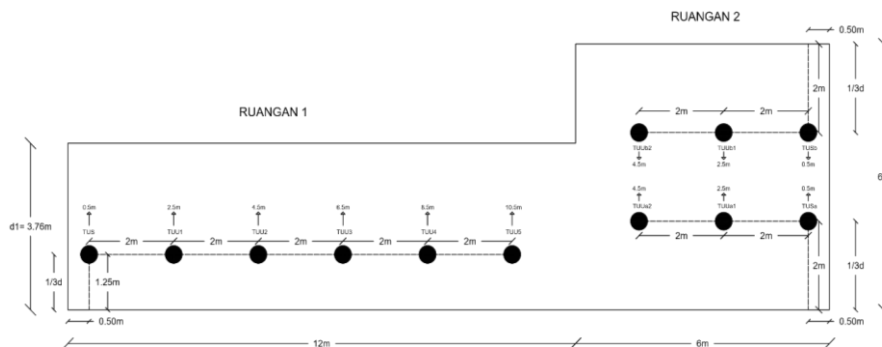 RUANGAN 2
0.50m
RUANGAN 1
2m
1/3d
2m
2m
TUUb2
TUUb1
TUSb
4.5m
2.5m
0.5m
6
d1= 3.76m
0.5m
2.5m
4.5m
6.5m
8.5m
10.5m
TUS
TUU1
TUU2
TUU3
TUU4
TUU5
2m
2m
2m
2m
2m
4.5m
2.5m
0.5m
TUUa2
TUUa1
TUSa
2m
2m
1/3d
1.25m
2m
1/3d
0.50m
0.50m
12m
6m